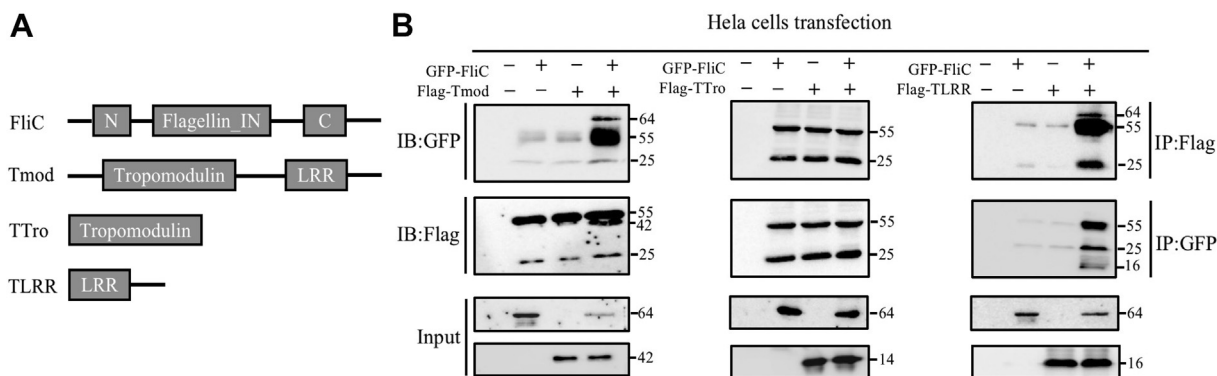 A
B
Hela cells transfection
FliC
N
Flagellin_IN
C
Tmod
Tropomodulin
LRR
TTro
Tropomodulin
TLRR
LRR
GFP-FliC − + − +
Flag-Tmod − − + +
GFP-FliC − + − +
Flag-TTro − − + +
GFP-FliC − + − +
Flag-TLRR − − + +
IB:GFP
64
55
25
55
25
64
55
25
IP:Flag
IB:Flag
55
42
25
55
25
55
25
16
IP:GFP
Input
64
64
64
42
14
16